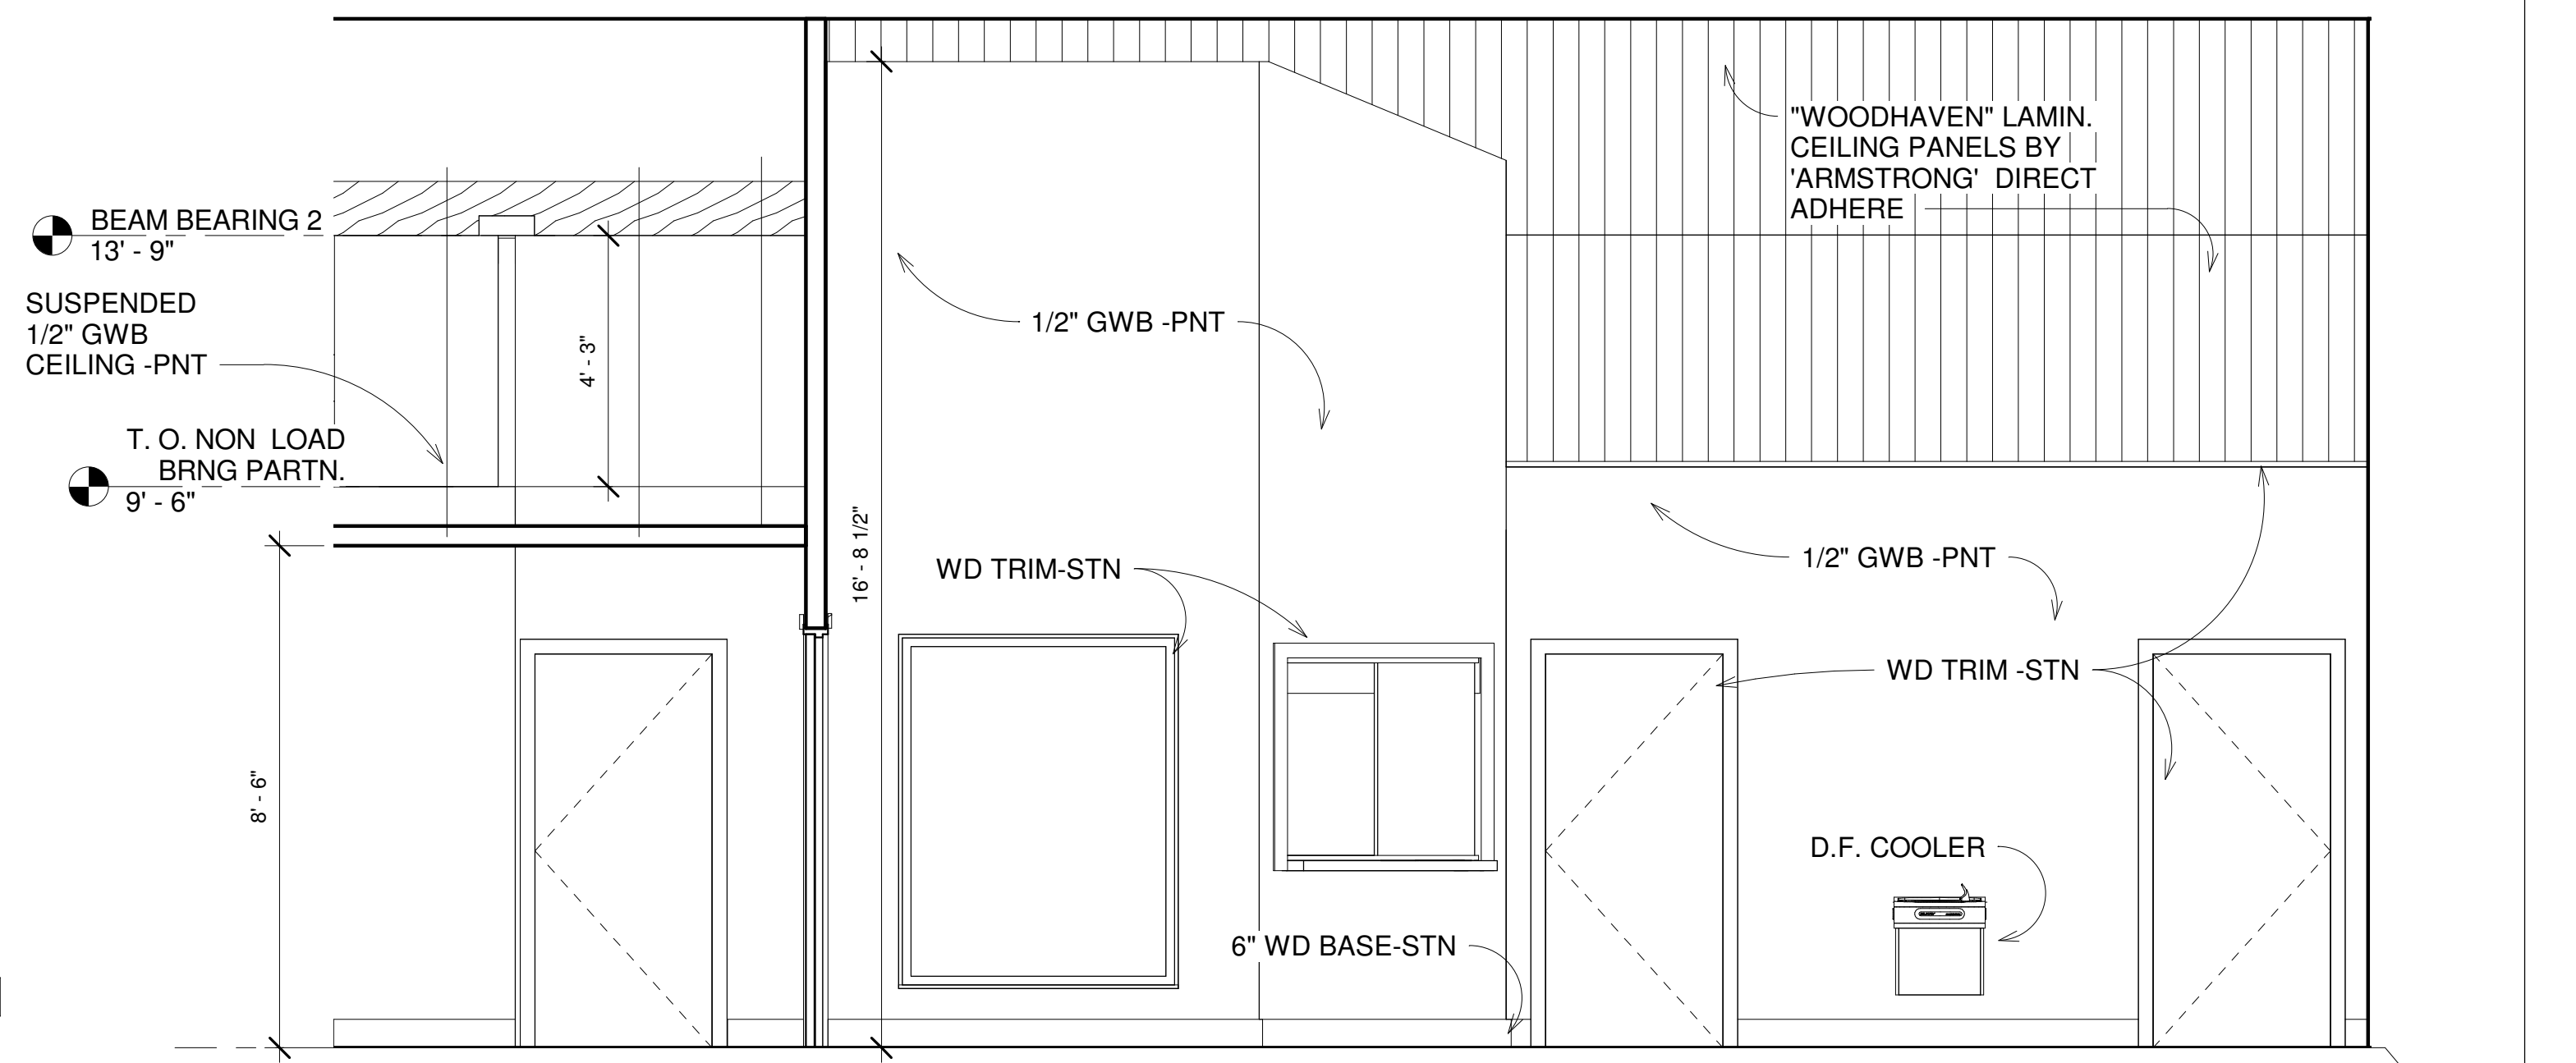 "WOODHAVEN" LAMIN.
CEILING PANELS BY
'ARMSTRONG' DIRECT
ADHERE
BEAM BEARING 2
13' - 9"
SUSPENDED
1/2" GWB
CEILING -PNT
4' - 3"
1/2" GWB -PNT
T. O. NON LOAD
BRNG PARTN.
9' - 6"
16' - 8 1/2"
WD TRIM-STN
1/2" GWB -PNT
WD TRIM -STN
8' - 6"
D.F. COOLER
6" WD BASE-STN